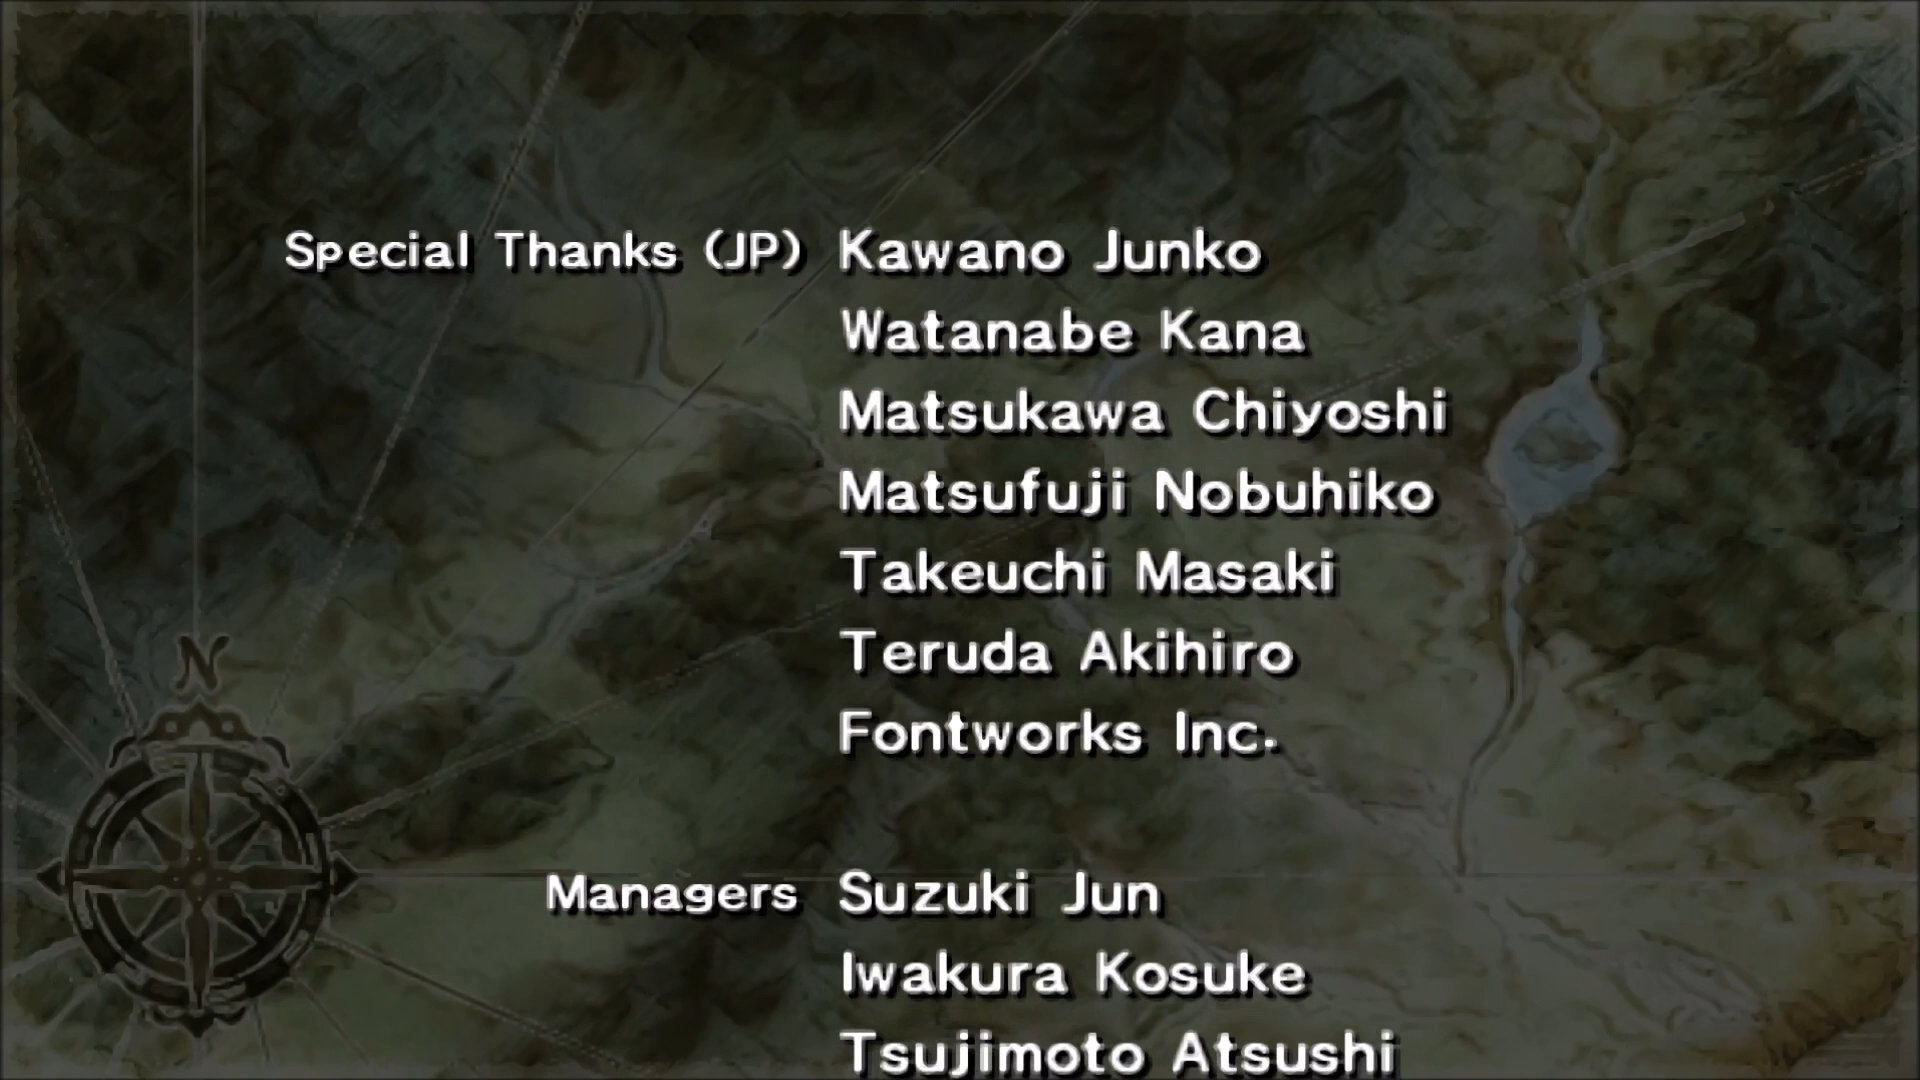 Special Thanks (JP) Kawano Junko
Watanabe Kana
Matsukawa Chiyoshi
Matsufuji Nobuhiko
Takeuchi Masaki
Teruda Akihiro
Fontworks Inc.
N
Managers Suzuki Jun
Iwakura Kosuke
Tsujimoto Atsushi